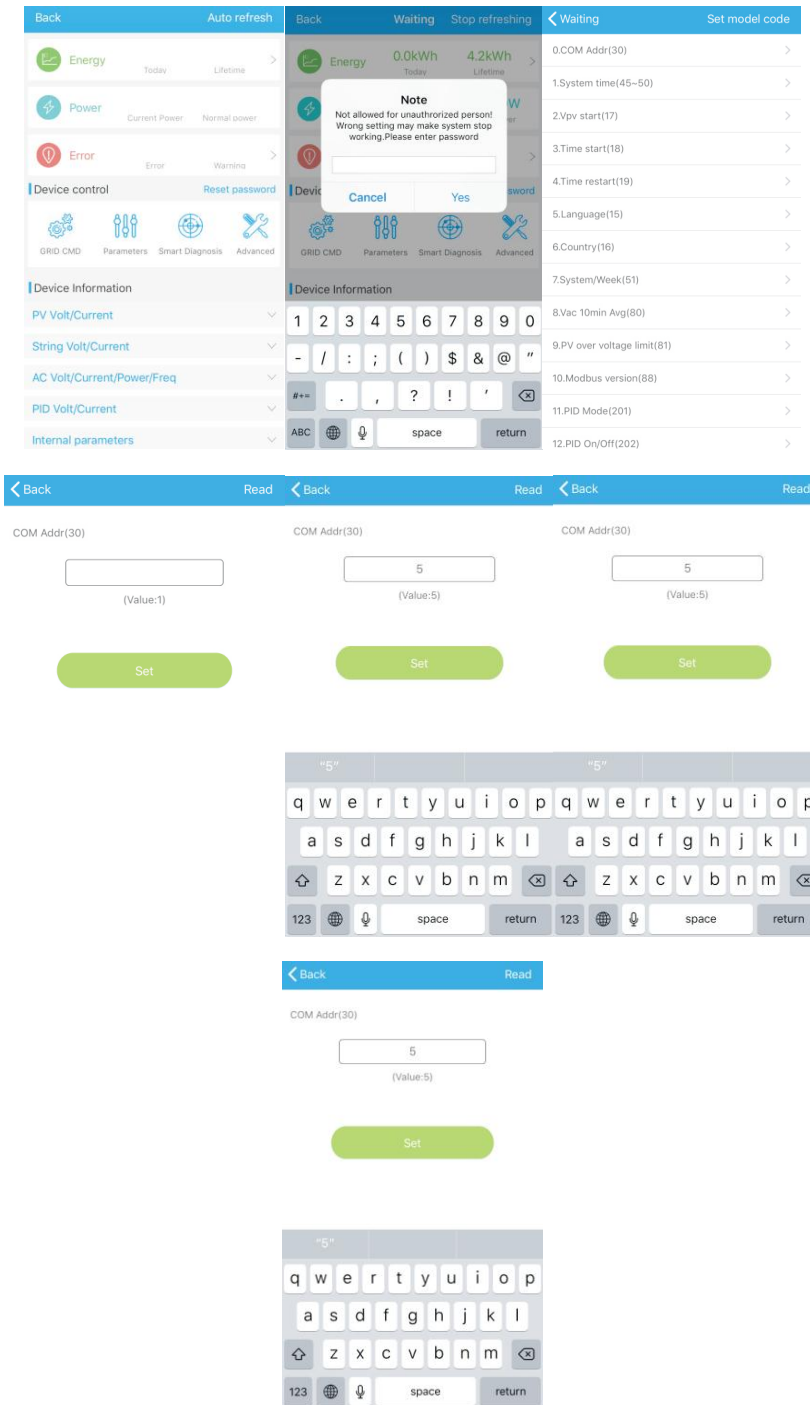 Back Auto refresh
Energy
Today Lifetime
Power
Current Power Normal power
Error
Error Warning
Device control Reset password
GRID CMD Parameters Smart Diagnosis Advanced
Device Information
PV Volt/Current
String Volt/Current
AC Volt/Current/Power/Freq
PID Volt/Current
Internal parameters
Back Waiting Stop refreshing
Energy 0.0kWh 4.2kWh
Today Lifetime
W
Note
Not allowed for unauthrorized person!
Wrong setting may make system stop
working.Please enter password
Cancel Yes
Devic sword
GRID CMD Parameters Smart Diagnosis Advanced
Device Information
1 2 3 4 5 6 7 8 9 0
- / : ; ( ) $ & @ "
#+= . , ? ! '
ABC space return
Waiting Set model code
0.COM Addr(30)
1.System time(45~50)
2.Vpv start(17)
3.Time start(18)
4.Time restart(19)
5.Language(15)
6.Country(16)
7.System/Week(51)
8.Vac 10min Avg(80)
9.PV over voltage limit(81)
10.Modbus version(88)
11.PID Mode(201)
12.PID On/Off(202)
Back Read
COM Addr(30)
(Value:1)
Set
Back Read
COM Addr(30)
5
(Value:5)
Set
"5"
q w e r t y u i o p
a s d f g h j k l
z x c v b n m
123 space return
Back Read
COM Addr(30)
5
(Value:5)
Set
"5"
q w e r t y u i o p
a s d f g h j k l
z x c v b n m
123 space return
Back Read
COM Addr(30)
5
(Value:5)
Set
"5"
q w e r t y u i o p
a s d f g h j k l
z x c v b n m
123 space return